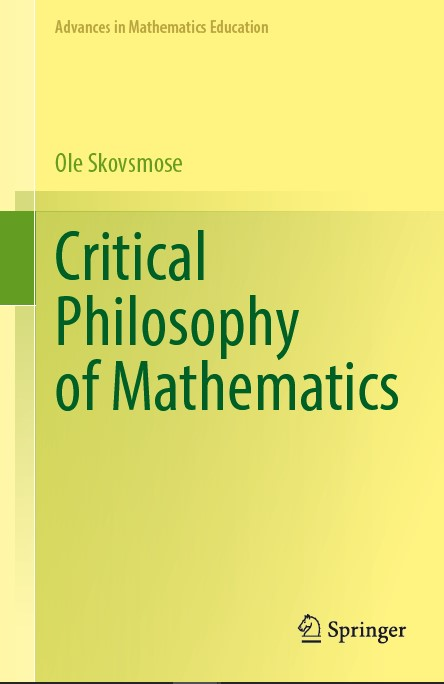 Advances in Mathematics Education
Ole Skovsmose
Critical
Philosophy
of Mathematics
Springer